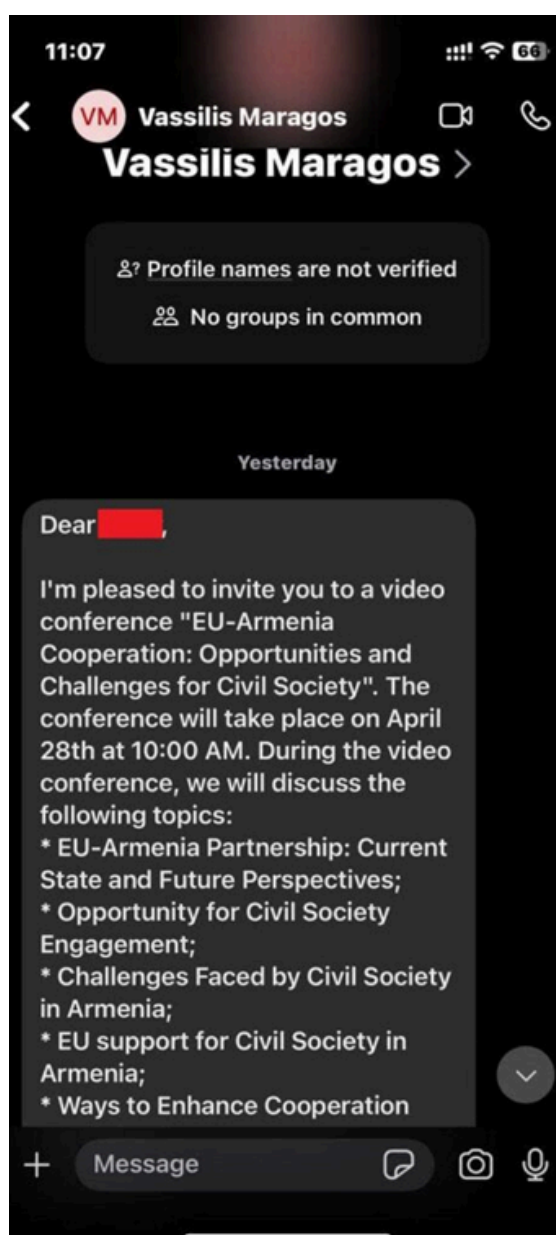 11:07
66
VM Vassilis Maragos
Vassilis Maragos
Profile names are not verified
No groups in common
Yesterday
Dear ,
I'm pleased to invite you to a video
conference "EU-Armenia
Cooperation: Opportunities and
Challenges for Civil Society". The
conference will take place on April
28th at 10:00 AM. During the video
conference, we will discuss the
following topics:
* EU-Armenia Partnership: Current
State and Future Perspectives;
* Opportunity for Civil Society
Engagement;
* Challenges Faced by Civil Society
in Armenia;
* EU support for Civil Society in
Armenia;
* Ways to Enhance Cooperation
Message